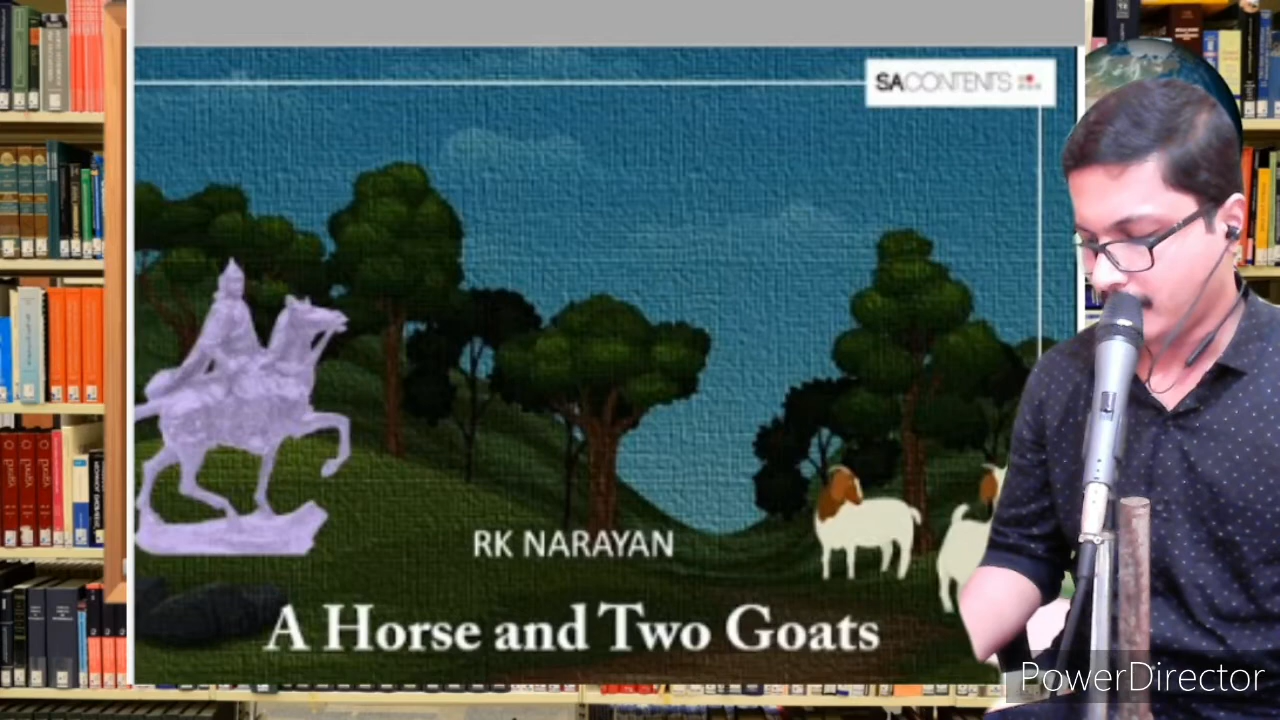 SACONTENTS
RK NARAYAN
A Horse and Two Goats
PowerDirector